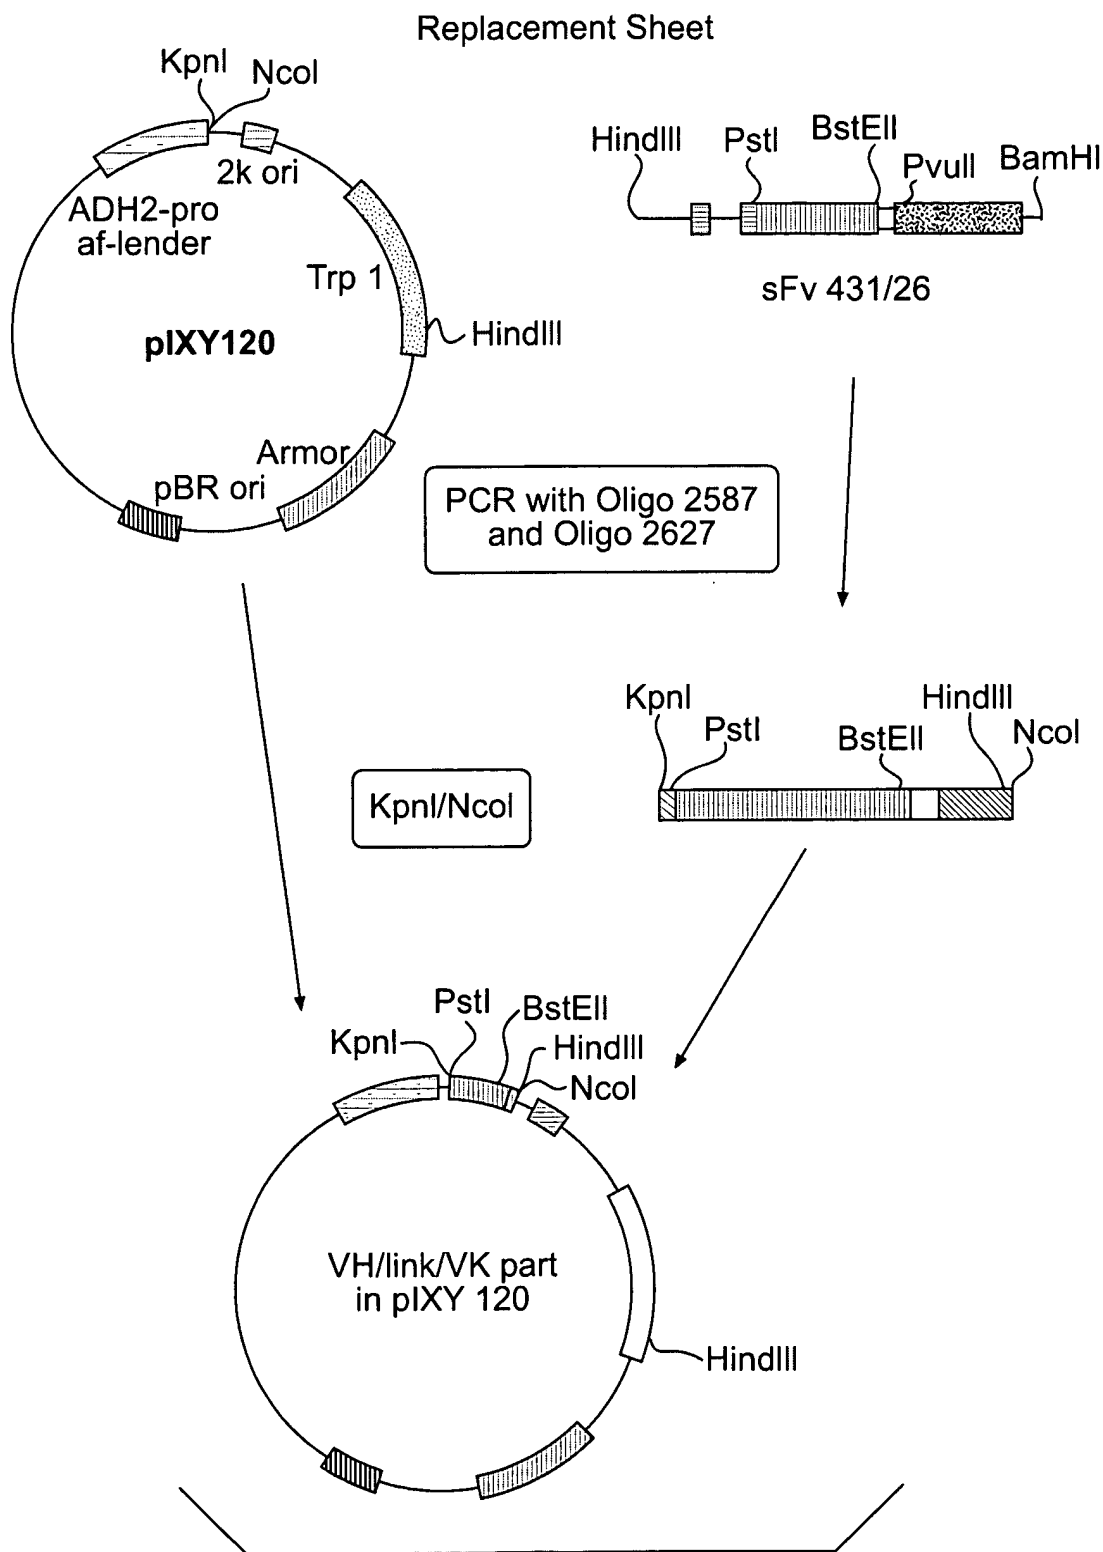 Replacement Sheet
KpnI
NcoI
2k ori
ADH2-pro
af-lender
Trp 1
pIXY120
HindIII
Armor
pBR ori
HindIII
PstI
BstEII
PvuII
BamHI
sFv 431/26
PCR with Oligo 2587
and Oligo 2627
KpnI
PstI
BstEII
HindIII
NcoI
KpnI/NcoI
KpnI
PstI
BstEII
HindIII
NcoI
VH/link/VK part
in pIXY 120
HindIII